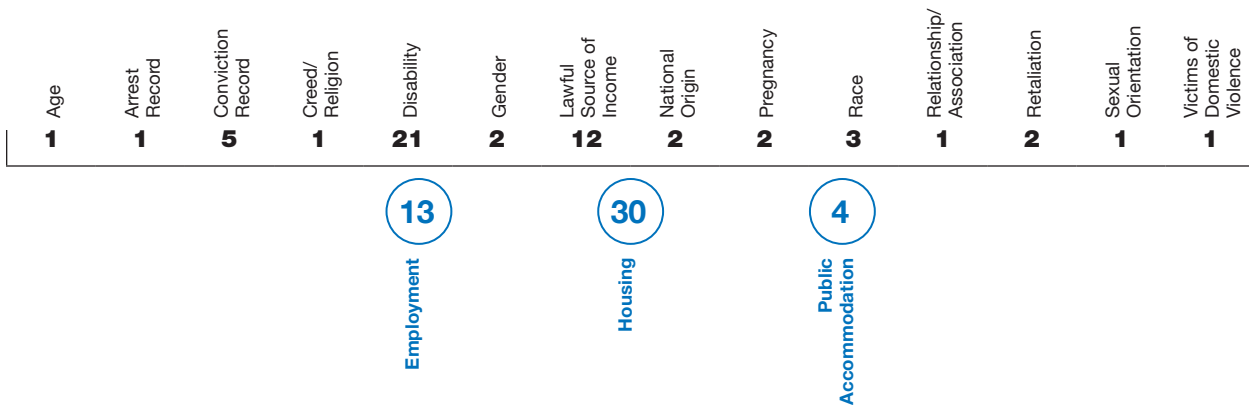 Age
Arrest
Record
Conviction
Record
Creed/
Religion
Disability
Gender
Lawful
Source of
Income
National
Origin
Pregnancy
Race
Relationship/
Association
Retaliation
Sexual
Orientation
Victims of
Domestic
Violence
1 1 5 1 21 2 12 2 2 3 1 2 1 1
13 30 4
Employment
Housing
Public
Accommodation